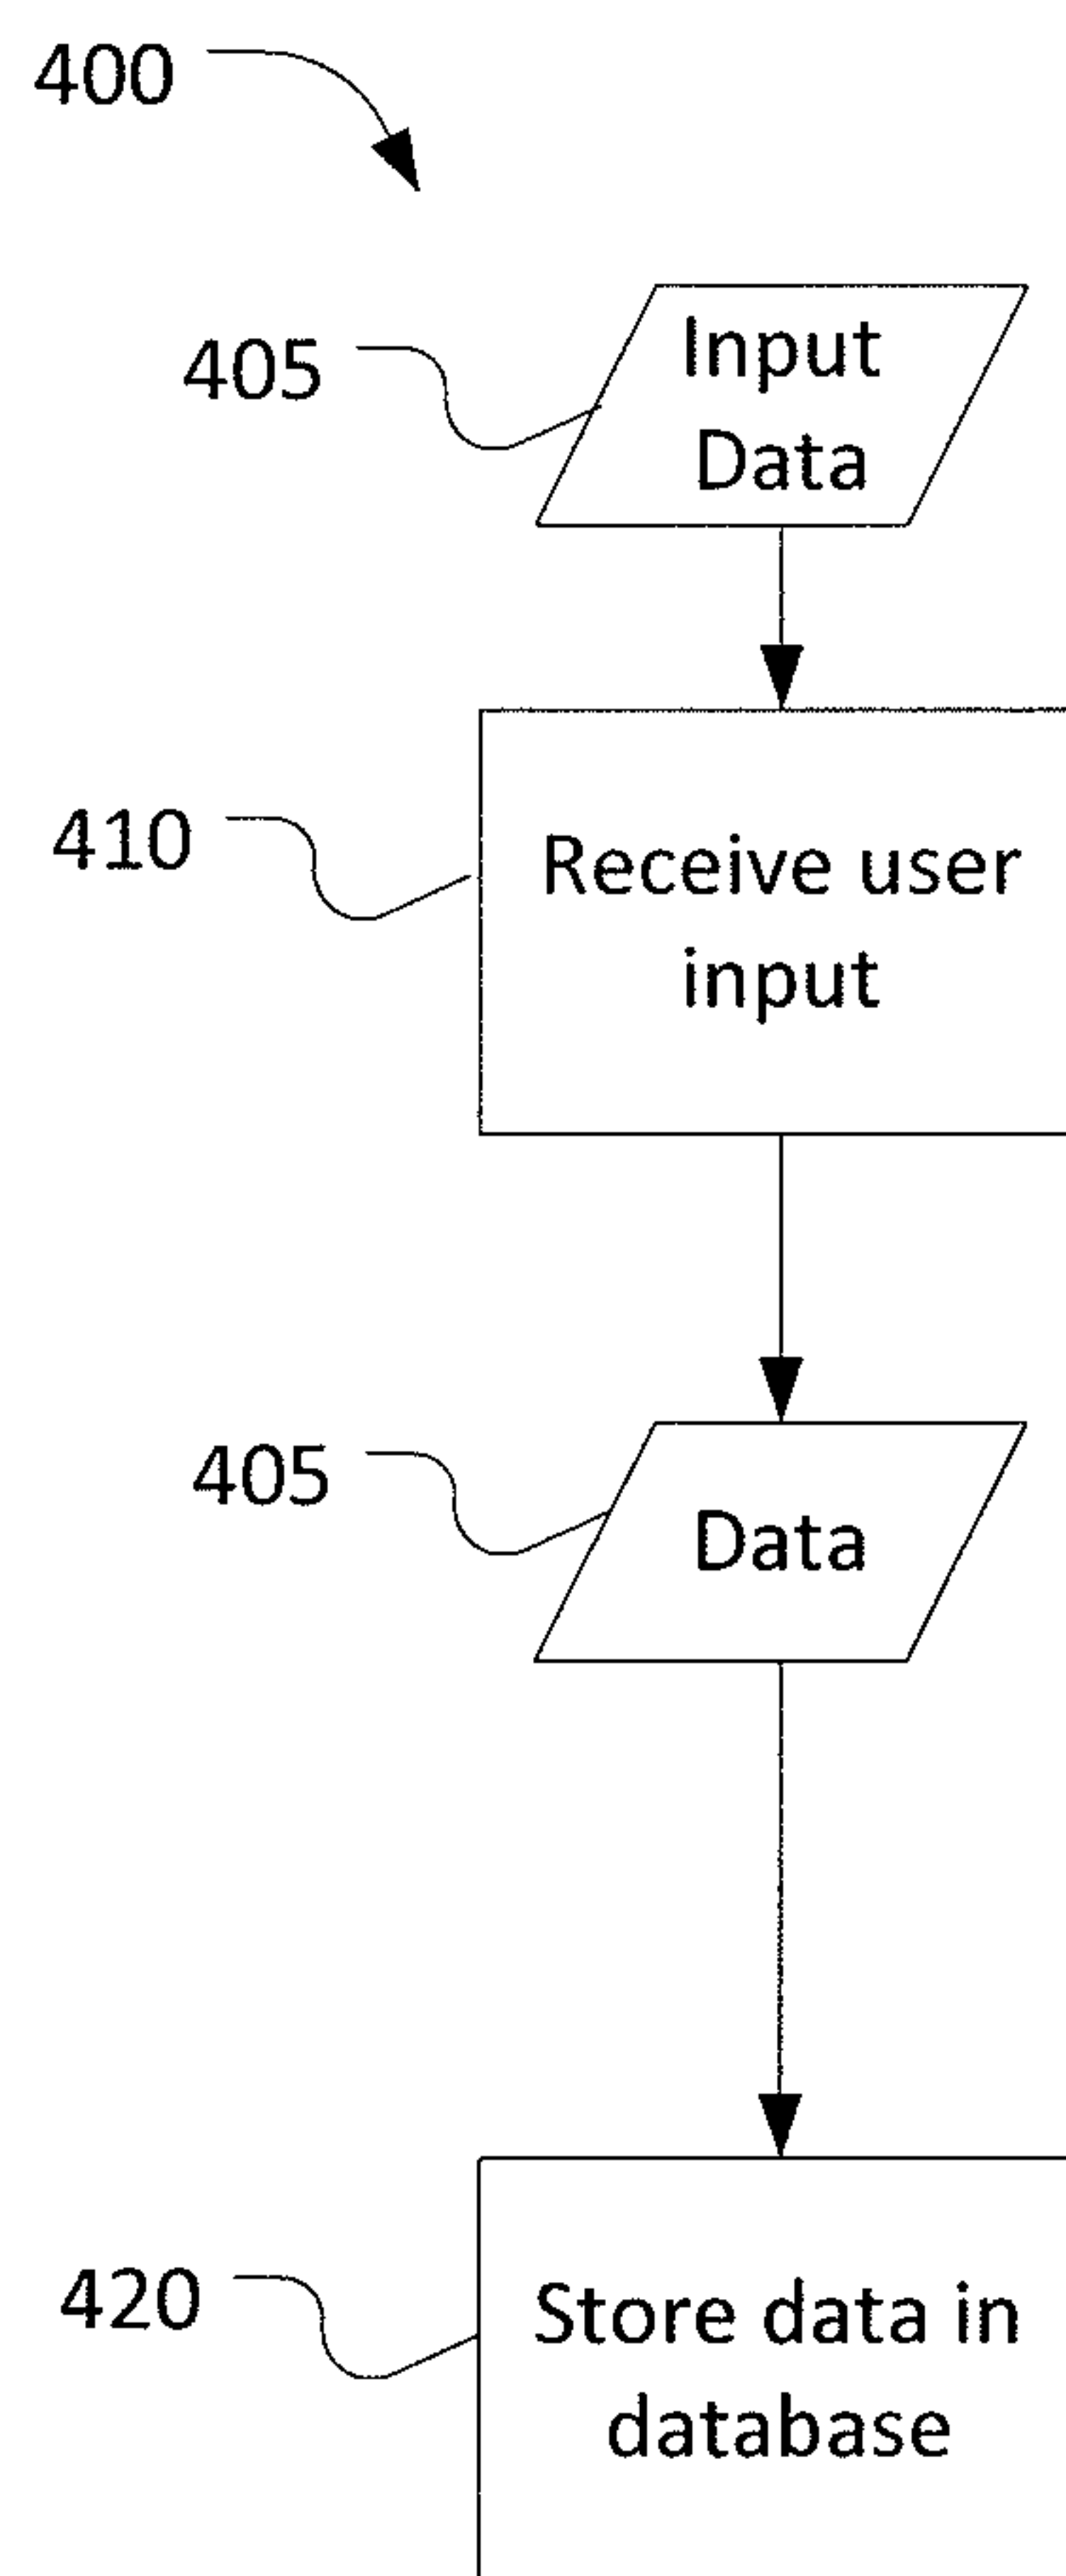 400
405
Input
Data
410
Receive user
input
405
Data
420
Store data in
database